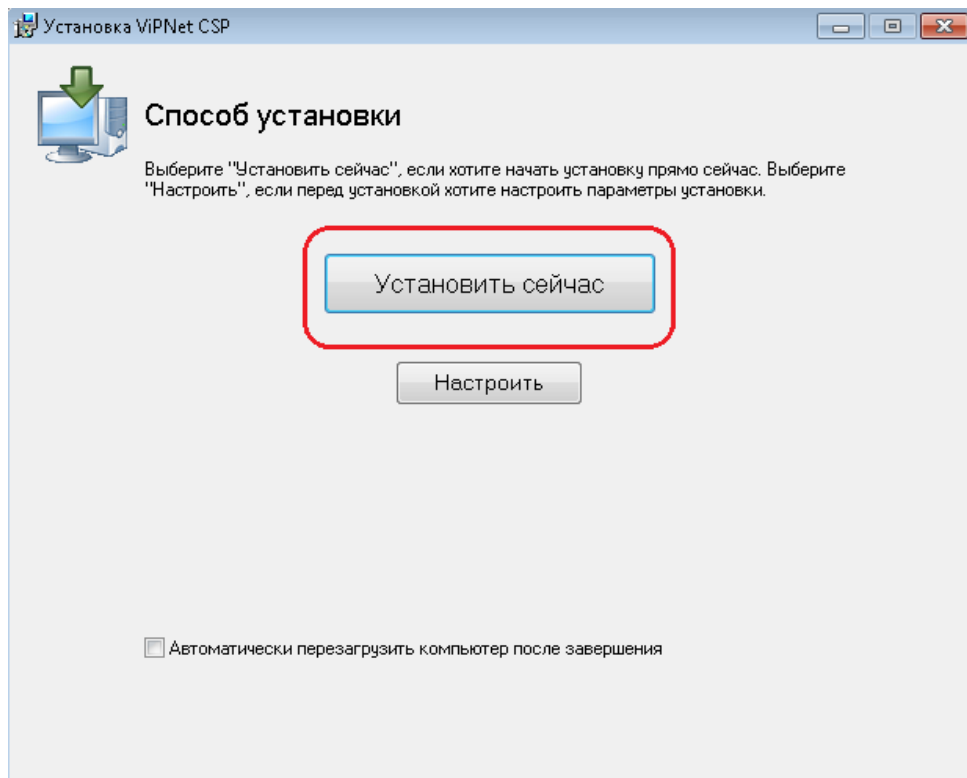 Установка ViPNet CSP
Способ установки
Выберите "Установить сейчас", если хотите начать установку прямо сейчас. Выберите
"Настроить", если перед установкой хотите настроить параметры установки.
Установить сейчас
Настроить
Автоматически перезагрузить компьютер после завершения